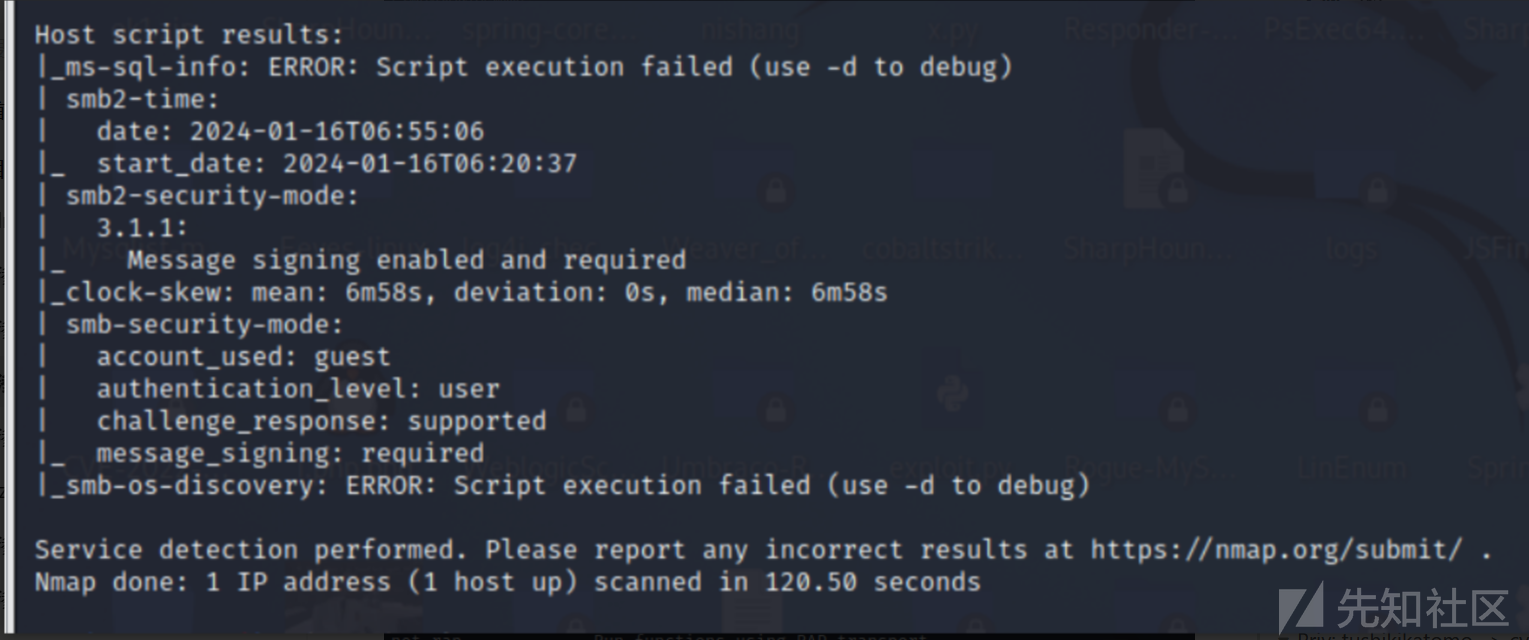 Host script results:
|_ms-sql-info: ERROR: Script execution failed (use -d to debug)
| smb2-time:
|   date: 2024-01-16T06:55:06
|_  start_date: 2024-01-16T06:20:37
| smb2-security-mode:
|   3.1.1:
|_    Message signing enabled and required
|_clock-skew: mean: 6m58s, deviation: 0s, median: 6m58s
| smb-security-mode:
|   account_used: guest
|   authentication_level: user
|   challenge_response: supported
|_  message_signing: required
|_smb-os-discovery: ERROR: Script execution failed (use -d to debug)
Service detection performed. Please report any incorrect results at https://nmap.org/submit/ .
Nmap done: 1 IP address (1 host up) scanned in 120.50 seconds
先知社区